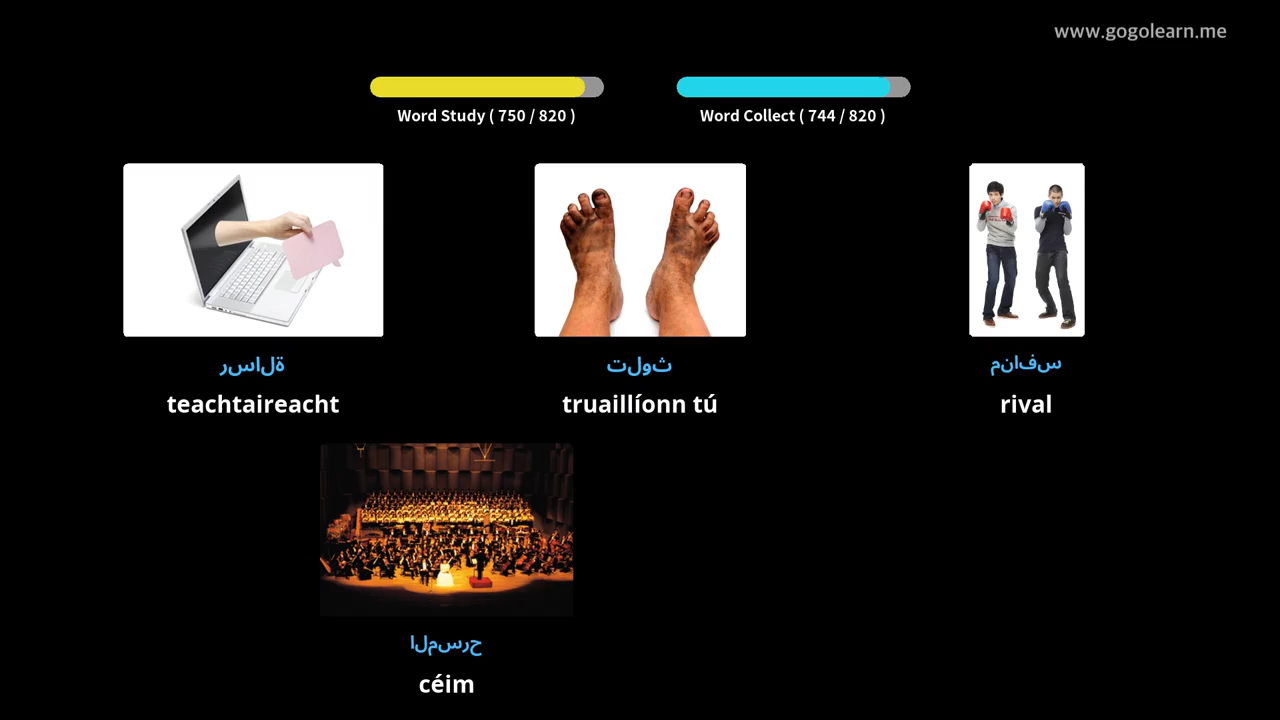 www.gogolearn.me
Word Study ( 750 / 820 )
Word Collect ( 744 / 820 )
رسالة
تلوث
منافس
teachtaireacht
truaillíonn tú
rival
المسرح
céim